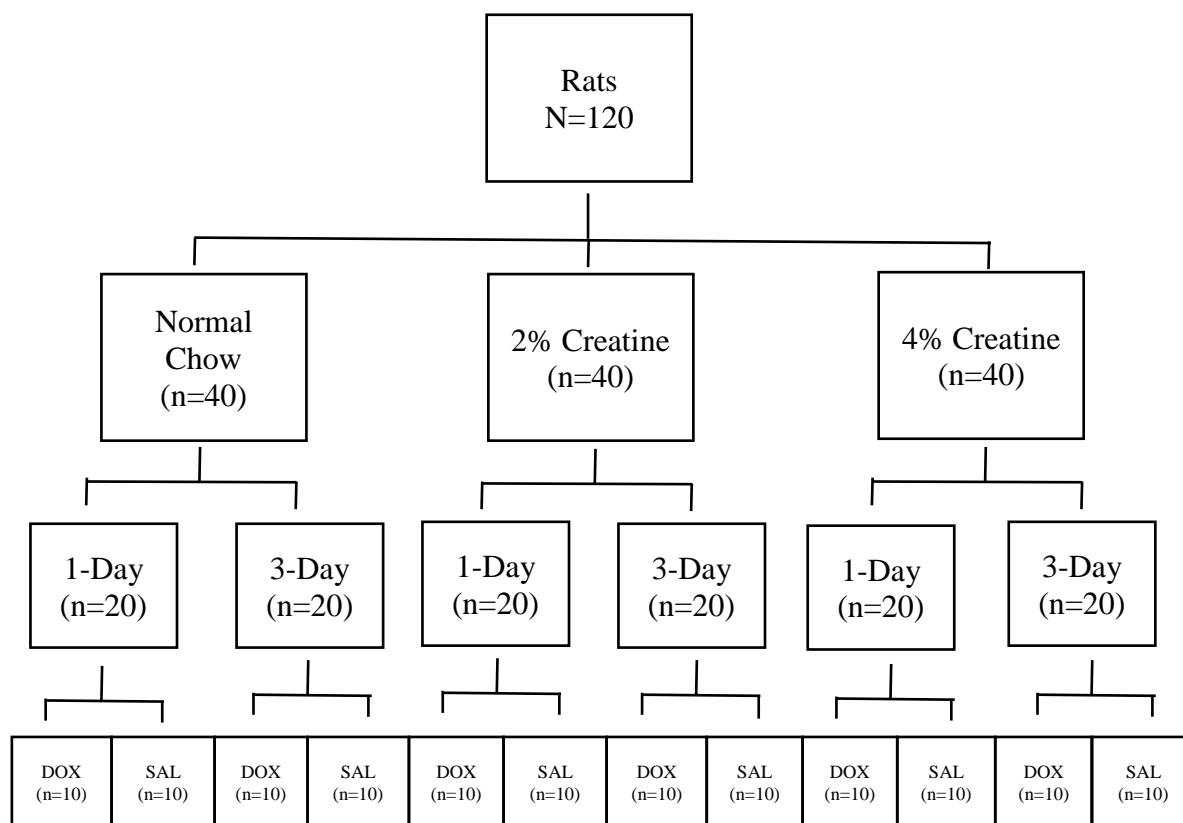 Rats
N=120
Normal
Chow
(n=40)
2% Creatine
(n=40)
4% Creatine
(n=40)
1-Day
(n=20)
3-Day
(n=20)
1-Day
(n=20)
3-Day
(n=20)
1-Day
(n=20)
3-Day
(n=20)
DOX
(n=10)
SAL
(n=10)
DOX
(n=10)
SAL
(n=10)
DOX
(n=10)
SAL
(n=10)
DOX
(n=10)
SAL
(n=10)
DOX
(n=10)
SAL
(n=10)
DOX
(n=10)
SAL
(n=10)